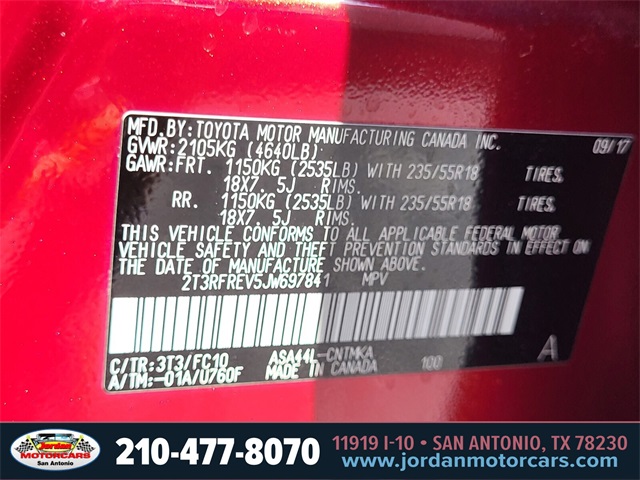 MFD.BY:TOYOTA MOTOR MANUFACTURING CANADA INC. 09/17
GVWR:2105KG (4640LB)
GAWR:FRT. 1150KG (2535LB) WITH 235/55R18 TIRES,
18X7.5J RIMS,
RR. 1150KG (2535LB) WITH 235/55R18 TIRES,
18X7.5J RIMS,
THIS VEHICLE CONFORMS TO ALL APPLICABLE FEDERAL MOTOR
VEHICLE SAFETY AND THEFT PREVENTION STANDARDS IN EFFECT ON
THE DATE OF MANUFACTURE SHOWN ABOVE.
2T3RFREV5JW697841 MPV
C/TR:3T3/FC10 ASA44L-CNTMKA 100 A
A/TM:-01A/U760F MADE IN CANADA
Jordan
MOTORCARS
San Antonio
210-477-8070
11919 I-10 • SAN ANTONIO, TX 78230
www.jordanmotorcars.com